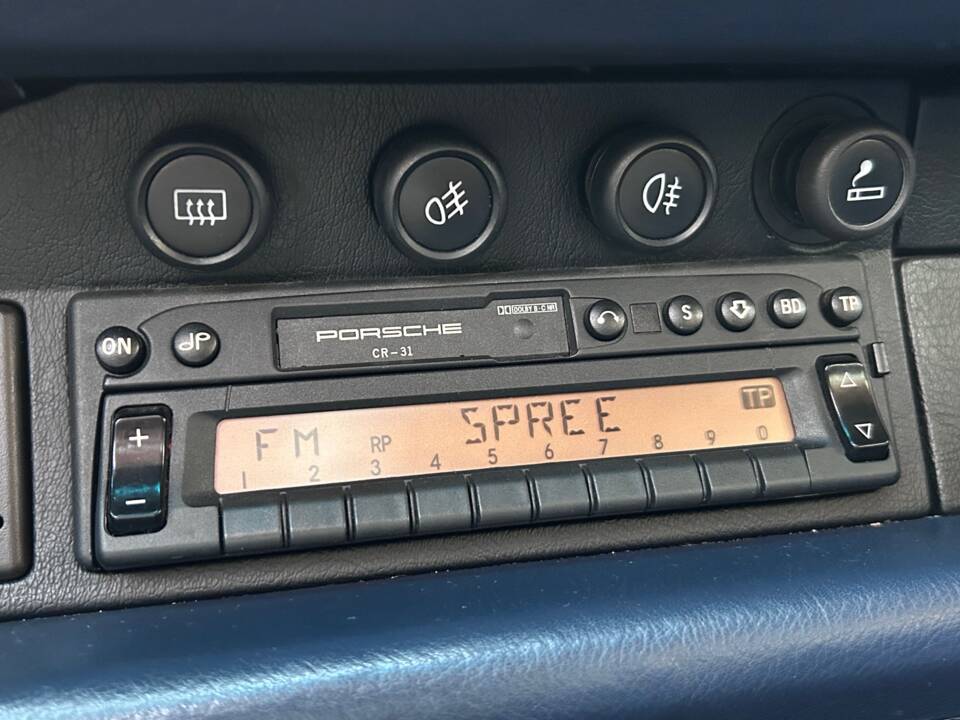 DOLBY B-C NR
PORSCHE
CR-31
ON
S
BD
TP
+
−
FM RP SPREE TP
1 2 3 4 5 6 7 8 9 0